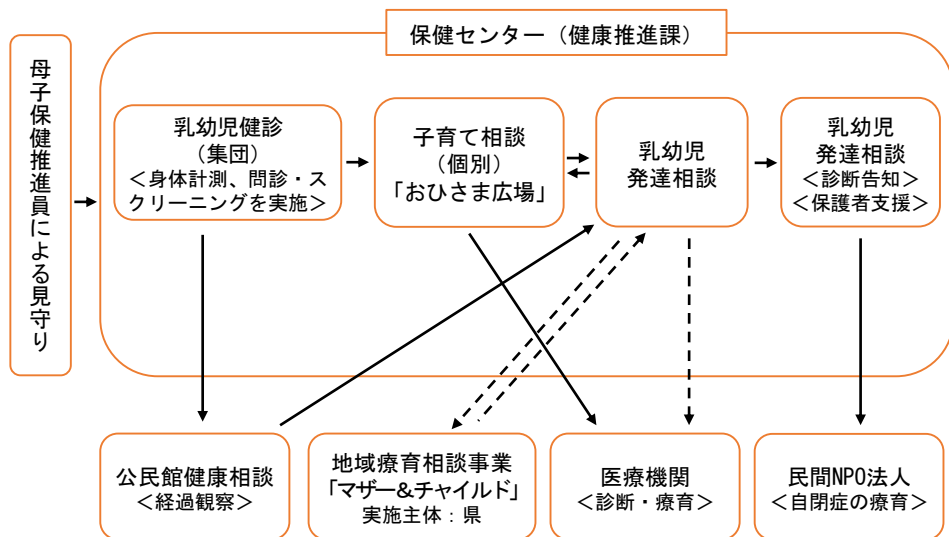 保健センター（健康推進課）
母子保健推進員による見守り
乳幼児健診
（集団）
＜身体計測、問診・ス
クリーニングを実施＞
子育て相談
（個別）
「おひさま広場」
乳幼児
発達相談
乳幼児
発達相談
＜診断告知＞
＜保護者支援＞
公民館健康相談
＜経過観察＞
地域療育相談事業
「マザー&チャイルド」
実施主体：県
医療機関
＜診断・療育＞
民間NPO法人
＜自閉症の療育＞